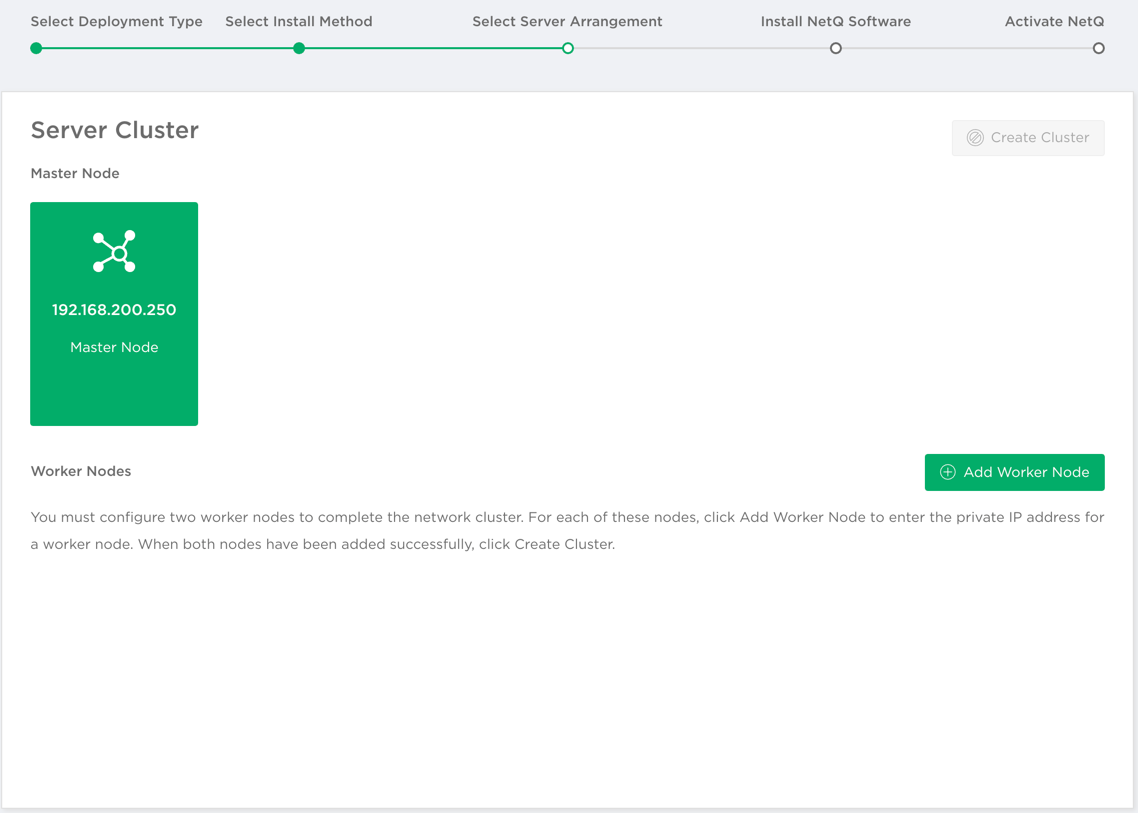 Select Deployment Type Select Install Method Select Server Arrangement Install NetQ Software Activate NetQ
Server Cluster
Create Cluster
Master Node
192.168.200.250
Master Node
Worker Nodes
Add Worker Node
You must configure two worker nodes to complete the network cluster. For each of these nodes, click Add Worker Node to enter the private IP address for
a worker node. When both nodes have been added successfully, click Create Cluster.